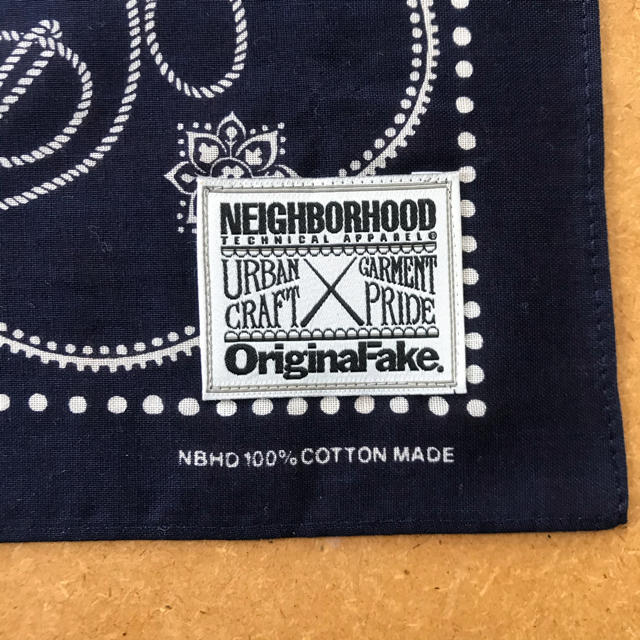 NEIGHBORHOOD
TECHNICAL APPAREL®
URBAN CRAFT X GARMENT PRIDE
OriginalFake.
NBHD 100% COTTON MADE